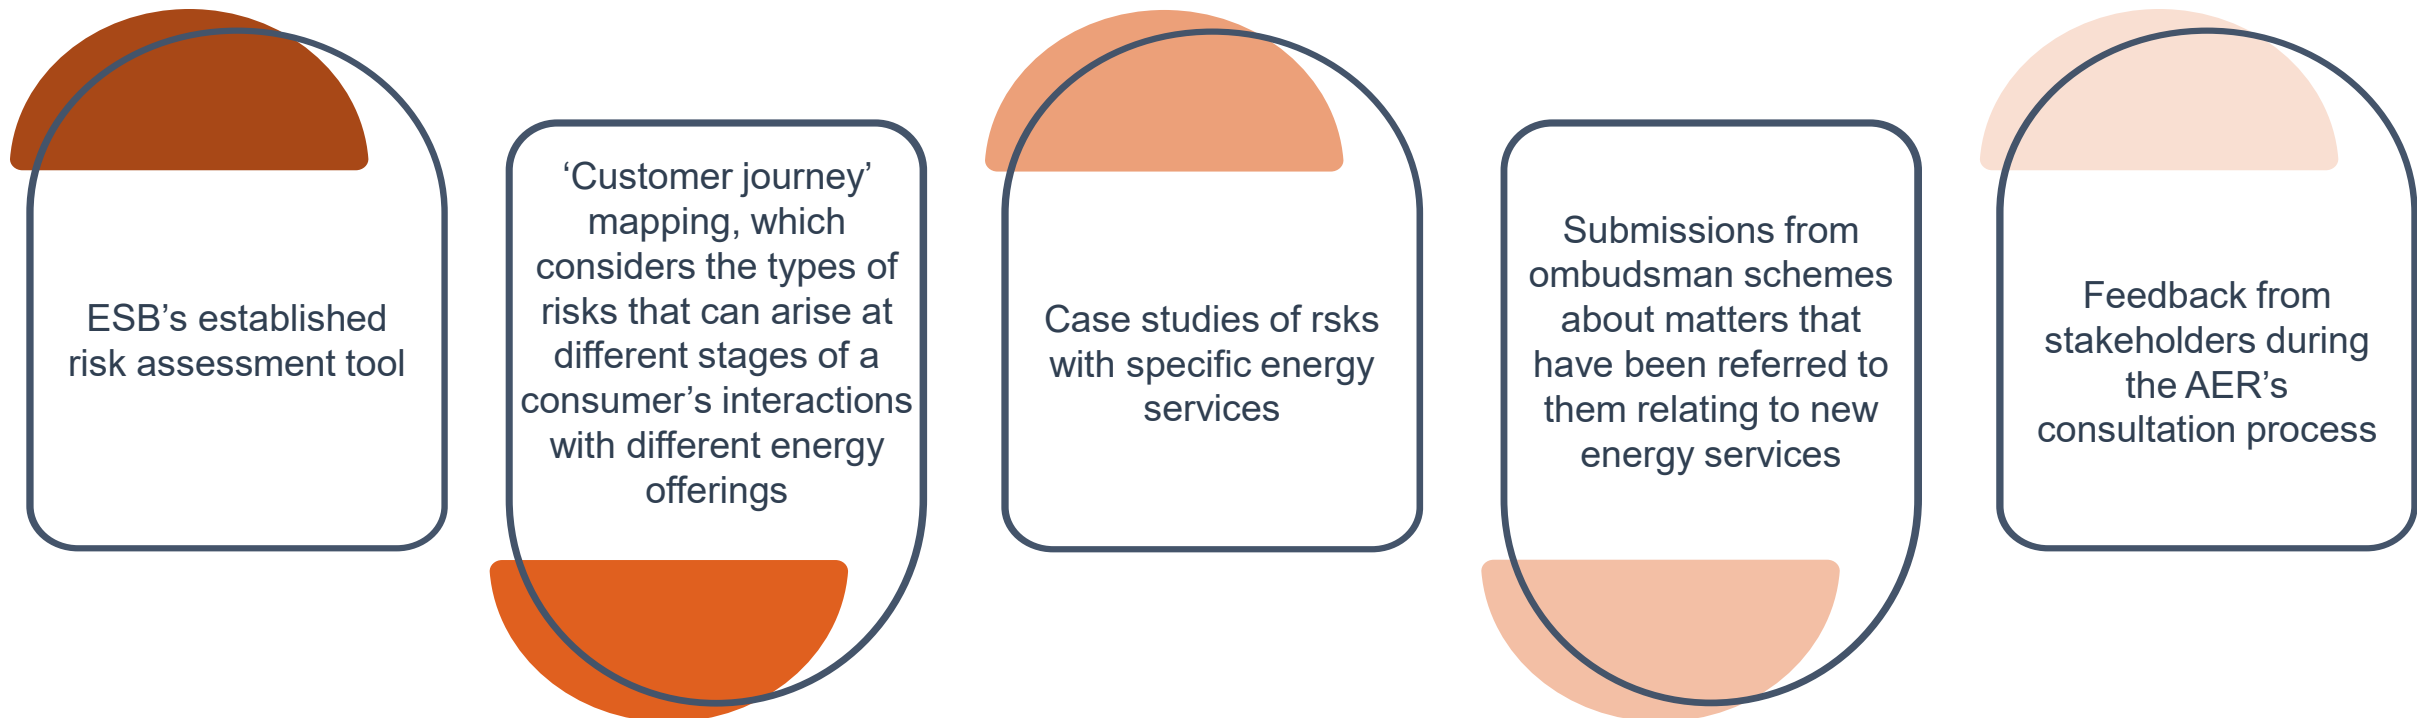 ESB’s established
risk assessment tool
‘Customer journey’
mapping, which
considers the types of
risks that can arise at
different stages of a
consumer’s interactions
with different energy
offerings
Case studies of rsks
with specific energy
services
Submissions from
ombudsman schemes
about matters that
have been referred to
them relating to new
energy services
Feedback from
stakeholders during
the AER’s
consultation process